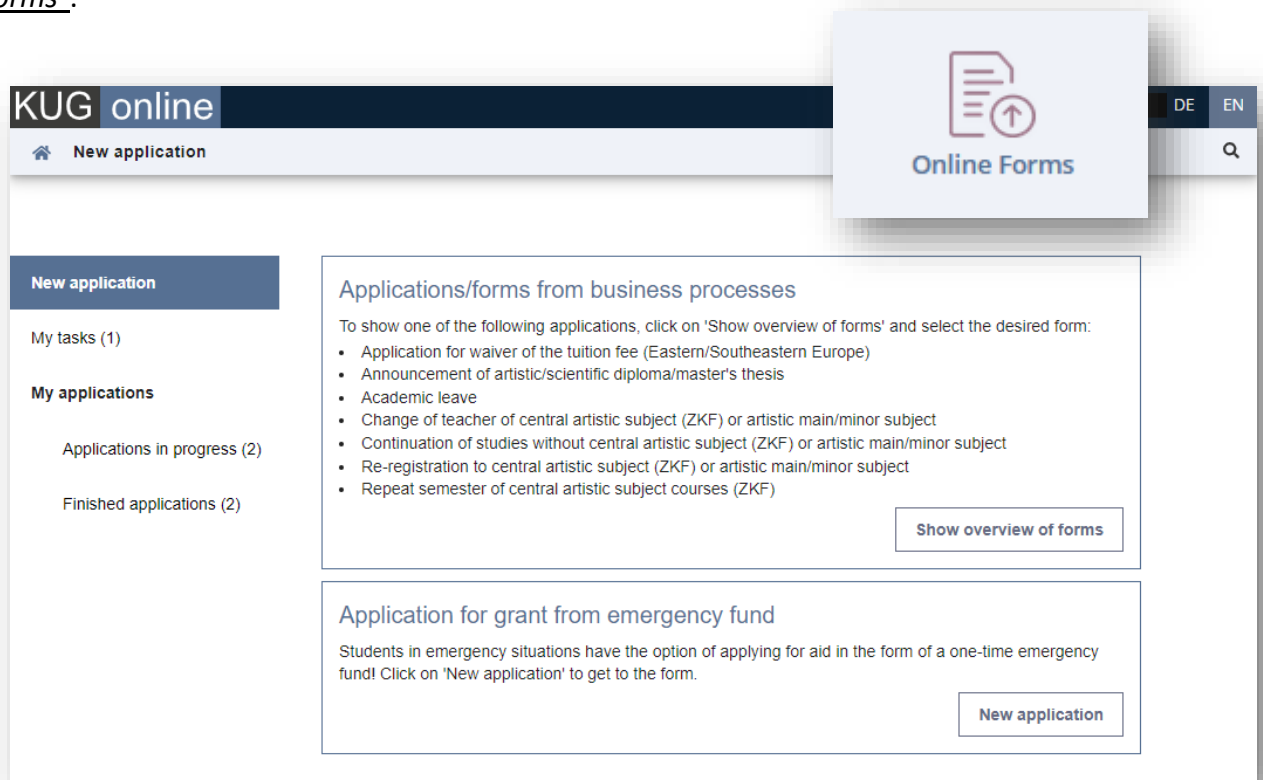 orms".
KUG online
DE EN
New application
Online Forms
New application
My tasks (1)
My applications
Applications in progress (2)
Finished applications (2)
Applications/forms from business processes
To show one of the following applications, click on 'Show overview of forms' and select the desired form:
• Application for waiver of the tuition fee (Eastern/Southeastern Europe)
• Announcement of artistic/scientific diploma/master's thesis
• Academic leave
• Change of teacher of central artistic subject (ZKF) or artistic main/minor subject
• Continuation of studies without central artistic subject (ZKF) or artistic main/minor subject
• Re-registration to central artistic subject (ZKF) or artistic main/minor subject
• Repeat semester of central artistic subject courses (ZKF)
Show overview of forms
Application for grant from emergency fund
Students in emergency situations have the option of applying for aid in the form of a one-time emergency
fund! Click on 'New application' to get to the form.
New application